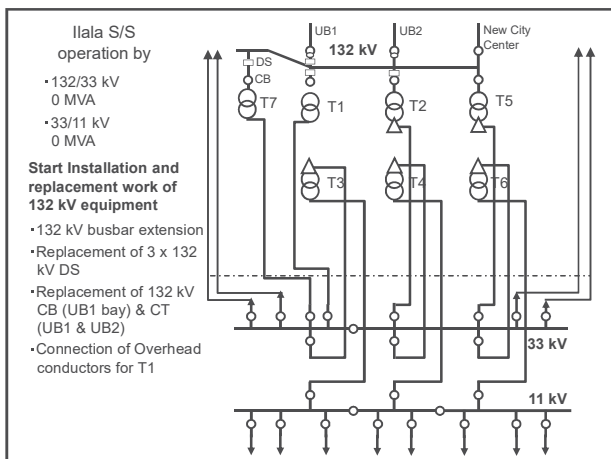 Ilala S/S
operation by
・132/33 kV
0 MVA
・33/11 kV
0 MVA
Start Installation and
replacement work of
132 kV equipment
・132 kV busbar extension
・Replacement of 3 x 132
kV DS
・Replacement of 132 kV
CB (UB1 bay) & CT
(UB1 & UB2)
・Connection of Overhead
conductors for T1
UB1
UB2
New City
Center
132 kV
DS
CB
T7
T1
T2
T5
T3
T4
T6
33 kV
11 kV